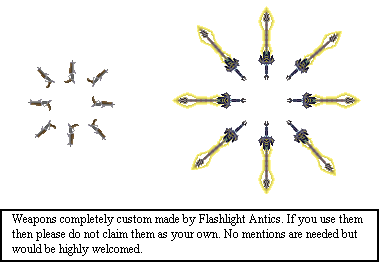 Weapons completely custom made by Flashlight Antics. If you use them
then please do not claim them as your own. No mentions are needed but
would be highly welcomed.